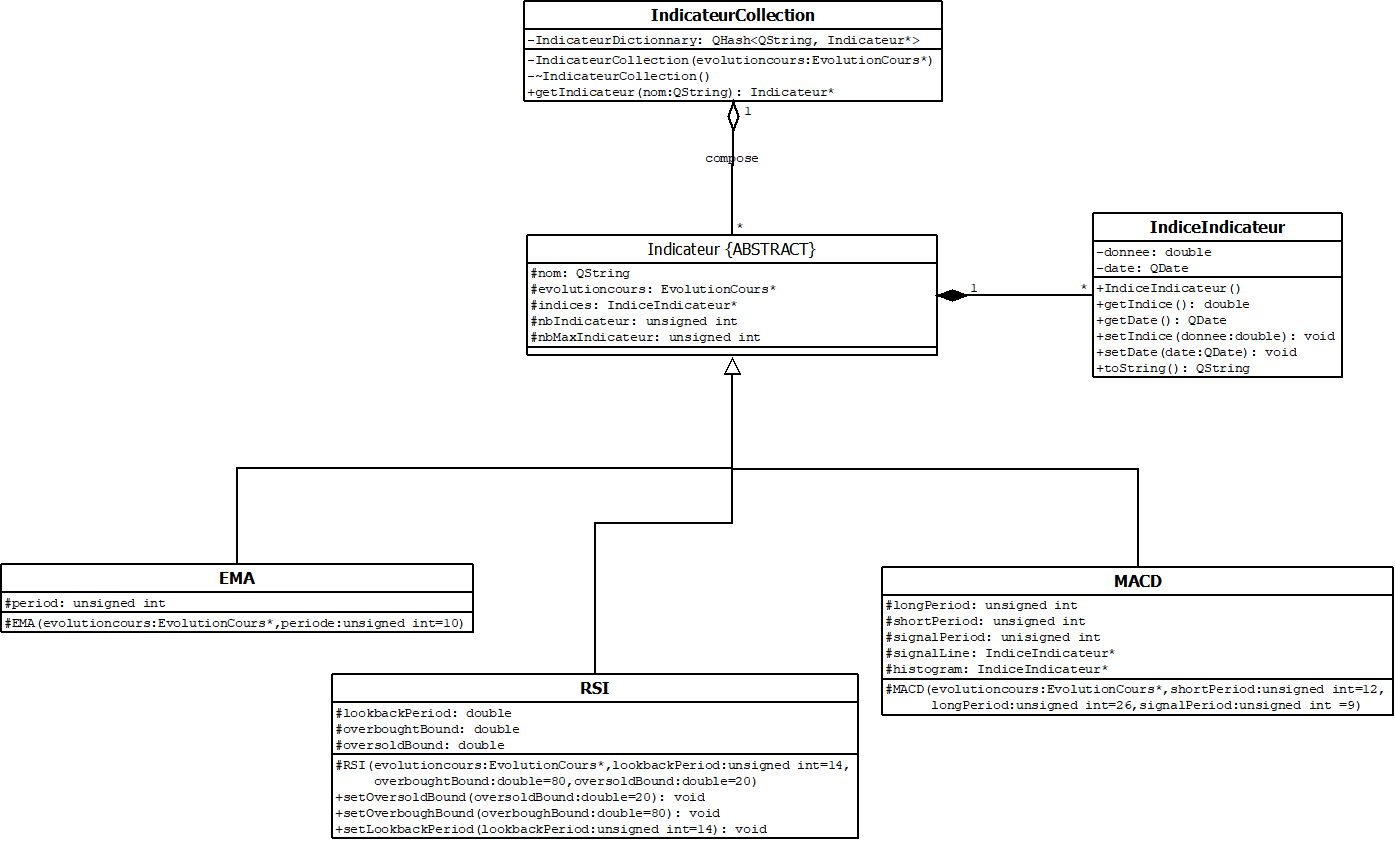 IndicateurCollection
-IndicateurDictionnary: QHash<QString, Indicateur*>
-IndicateurCollection(evolutioncours:EvolutionCours*)
-~IndicateurCollection()
+getIndicateur(nom:QString): Indicateur*
1
compose
*
Indicateur {ABSTRACT}
#nom: QString
#evolutioncours: EvolutionCours*
#indices: IndiceIndicateur*
#nbIndicateur: unsigned int
#nbMaxIndicateur: unsigned int
1
*
IndiceIndicateur
-donnee: double
-date: QDate
+IndiceIndicateur()
+getIndice(): double
+getDate(): QDate
+setIndice(donnee:double): void
+setDate(date:QDate): void
+toString(): QString
EMA
#period: unsigned int
#EMA(evolutioncours:EvolutionCours*,periode:unsigned int=10)
RSI
#lookbackPeriod: double
#overboughtBound: double
#oversoldBound: double
#RSI(evolutioncours:EvolutionCours*,lookbackPeriod:unsigned int=14,
overboughtBound:double=80,oversoldBound:double=20)
+setOversoldBound(oversoldBound:double=20): void
+setOverboughBound(overboughBound:double=80): void
+setLookbackPeriod(lookbackPeriod:unsigned int=14): void
MACD
#longPeriod: unsigned int
#shortPeriod: unsigned int
#signalPeriod: unisigned int
#signalLine: IndiceIndicateur*
#histogram: IndiceIndicateur*
#MACD(evolutioncours:EvolutionCours*,shortPeriod:unsigned int=12,
longPeriod:unsigned int=26,signalPeriod:unsigned int =9)